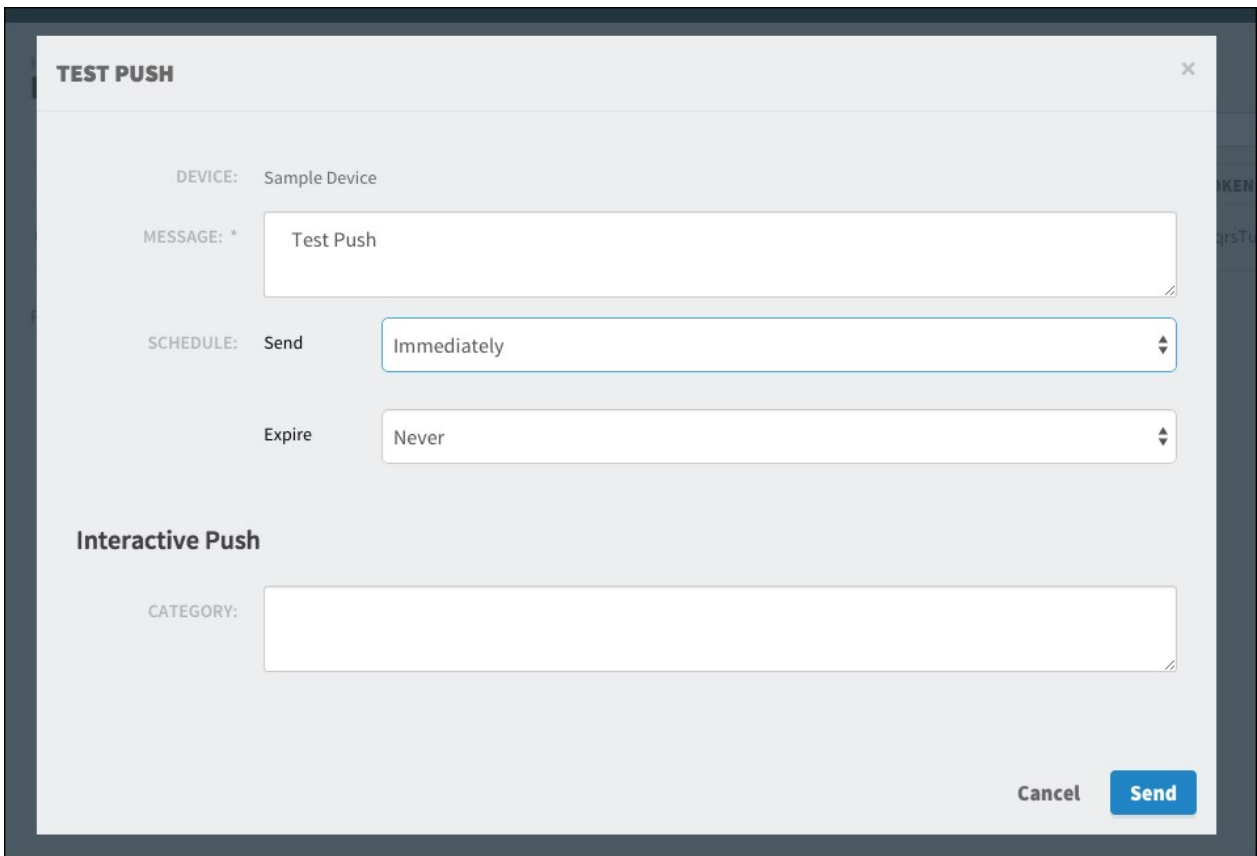 TEST PUSH ×
DEVICE: Sample Device
MESSAGE: * Test Push
SCHEDULE: Send Immediately
Expire Never
Interactive Push
CATEGORY:
Cancel Send